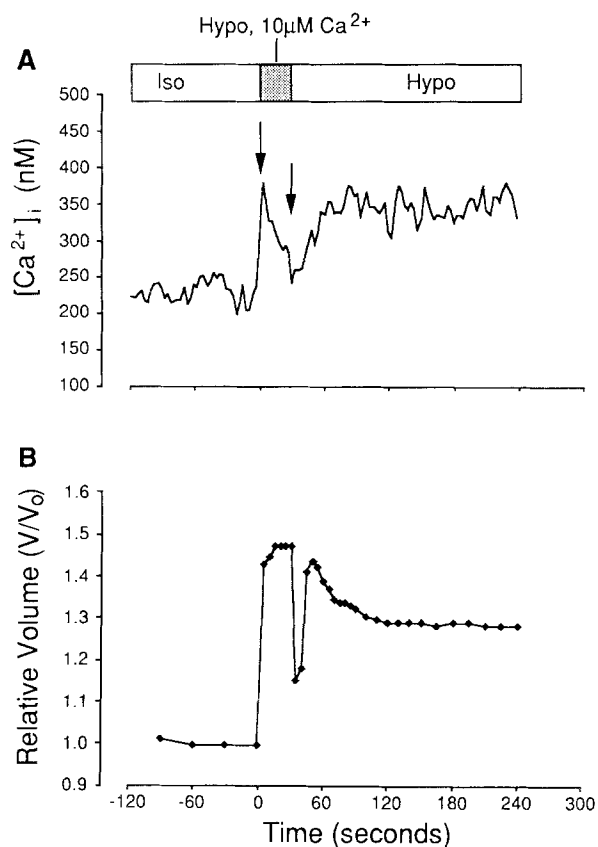 Hypo, 10μM Ca2+
A
Iso
Hypo
500
450
400
350
300
250
200
150
100
[Ca2+]i (nM)
B
1.6
1.5
1.4
1.3
1.2
1.1
1.0
0.9
Relative Volume (V/Vo)
-120 -60 0 60 120 180 240 300
Time (seconds)